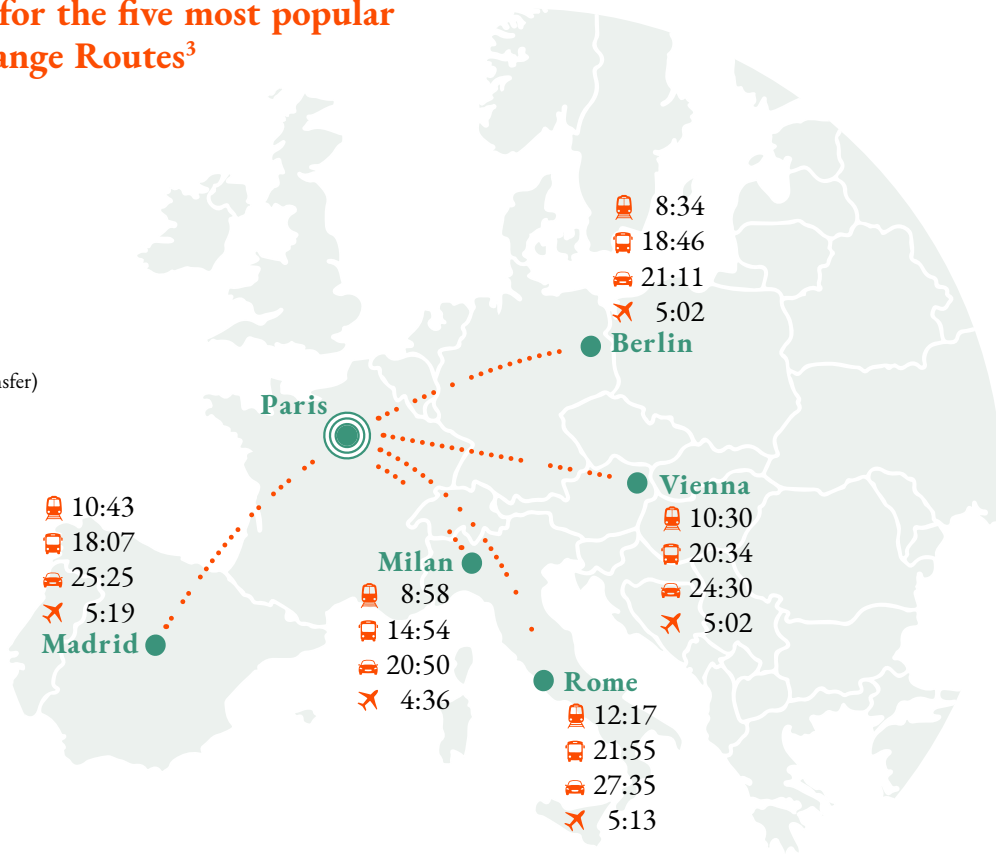 for the five most popular
ange Routes³
8:34
18:46
21:11
5:02
Berlin
sfer)
Paris
Vienna
10:30
20:34
24:30
5:02
10:43
18:07
25:25
5:19
Madrid
Milan
8:58
14:54
20:50
4:36
Rome
12:17
21:55
27:35
5:13